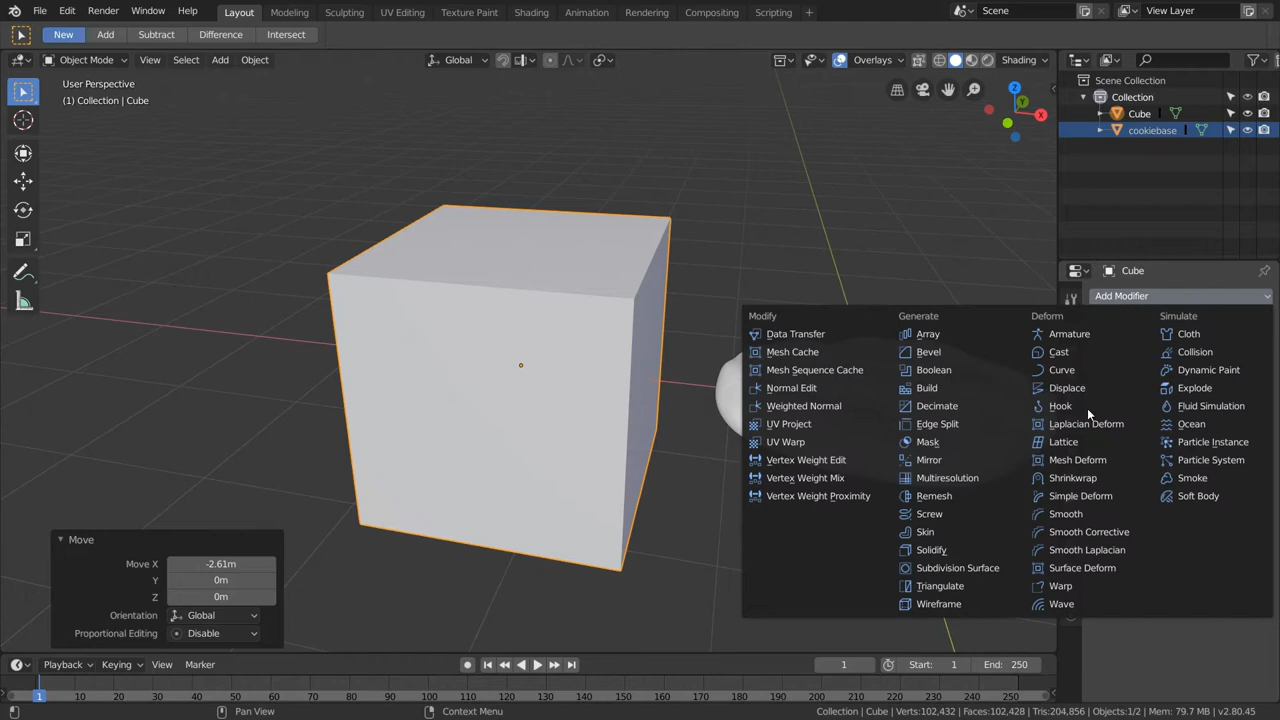 File Edit Render Window Help
Layout Modeling Sculpting UV Editing Texture Paint Shading Animation Rendering Compositing Scripting +
Scene
View Layer
New Add Subtract Difference Intersect
Object Mode View Select Add Object
Global
Overlays
Shading
User Perspective
(1) Collection | Cube
Z
Y
X
Scene Collection
Collection
Cube
cookiebase
Cube
Add Modifier
Modify
Data Transfer
Mesh Cache
Mesh Sequence Cache
Normal Edit
Weighted Normal
UV Project
UV Warp
Vertex Weight Edit
Vertex Weight Mix
Vertex Weight Proximity
Generate
Array
Bevel
Boolean
Build
Decimate
Edge Split
Mask
Mirror
Multiresolution
Remesh
Screw
Skin
Solidify
Subdivision Surface
Triangulate
Wireframe
Deform
Armature
Cast
Curve
Displace
Hook
Laplacian Deform
Lattice
Mesh Deform
Shrinkwrap
Simple Deform
Smooth
Smooth Corrective
Smooth Laplacian
Surface Deform
Warp
Wave
Simulate
Cloth
Collision
Dynamic Paint
Explode
Fluid Simulation
Ocean
Particle Instance
Particle System
Smoke
Soft Body
Move
Move X -2.61m
Y 0m
Z 0m
Orientation Global
Proportional Editing Disable
Playback Keying View Marker
1
Start: 1
End: 250
1 10 20 30 40 50 60 70 80 90 100 110 120 130 140 150 160 170 180 190 200 210 220 230 240 250
Pan View
Context Menu
Collection | Cube | Verts:102,432 | Faces:102,428 | Tris:204,856 | Objects:1/2 | Mem: 79.7 MB | v2.80.45